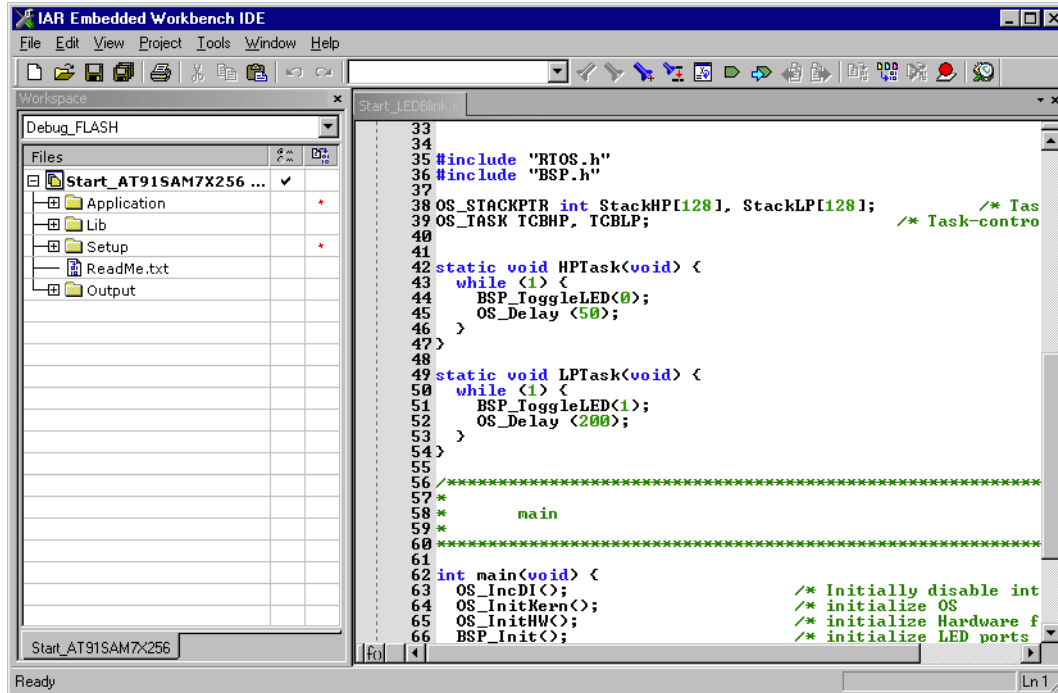 IAR Embedded Workbench IDE
File Edit View Project Tools Window Help
Workspace
Debug_FLASH
Files
Start_AT91SAM7X256 ...
Application
Lib
Setup
ReadMe.txt
Output
Start_AT91SAM7X256
Start_LEDBlink.c
33
34
35 #include "RTOS.h"
36 #include "BSP.h"
37
38 OS_STACKPTR int StackHP[128], StackLP[128]; /* Tas
39 OS_TASK TCBHP, TCBLP; /* Task-contro
40
41
42 static void HPTask(void) {
43 while (1) {
44 BSP_ToggleLED(0);
45 OS_Delay (50);
46 }
47 }
48
49 static void LPTask(void) {
50 while (1) {
51 BSP_ToggleLED(1);
52 OS_Delay (200);
53 }
54 }
55
56 /*********************************************************************
57 *
58 * main
59 *
60 **********************************************************************
61
62 int main(void) {
63 OS_IncDI(); /* Initially disable int
64 OS_InitKern(); /* initialize OS
65 OS_InitHW(); /* initialize Hardware f
66 BSP_Init(); /* initialize LED ports
fo
Ready
Ln 1